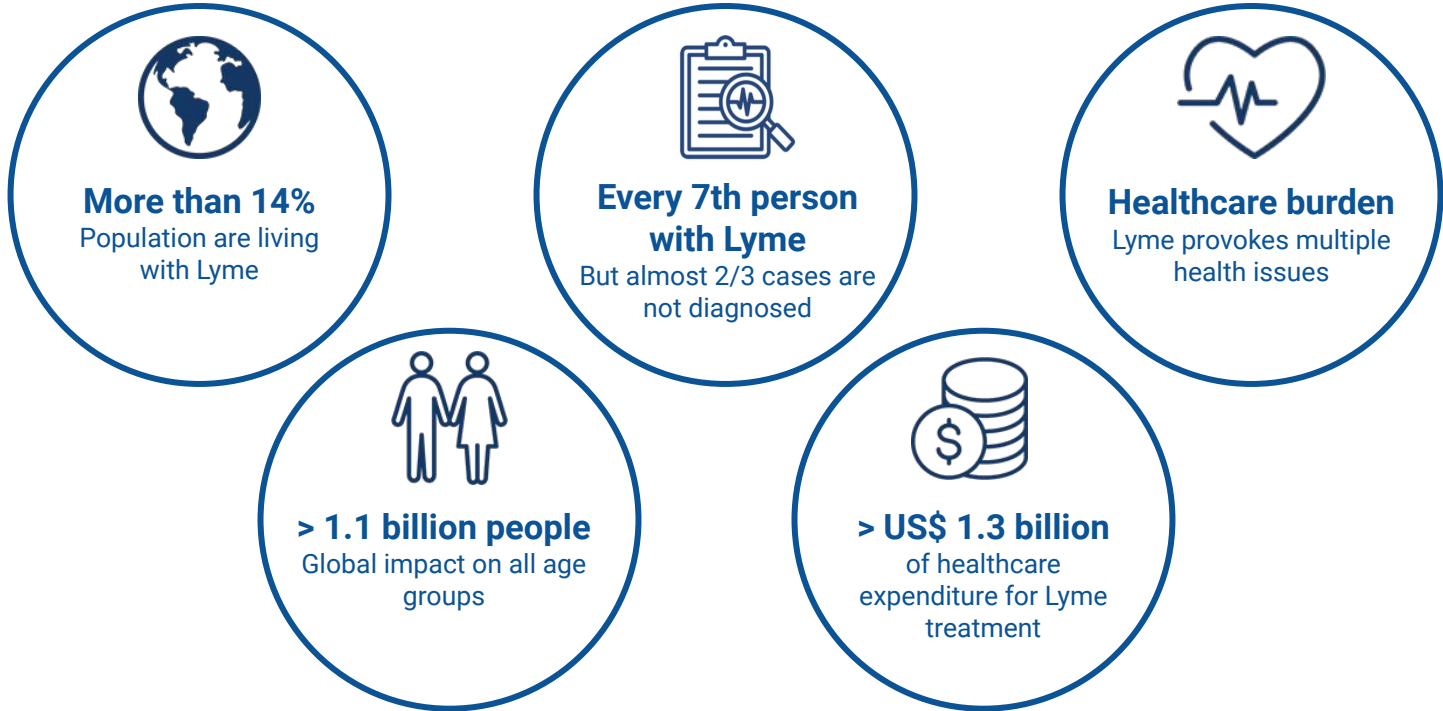 More than 14%
Population are living
with Lyme
Every 7th person
with Lyme
But almost 2/3 cases are
not diagnosed
Healthcare burden
Lyme provokes multiple
health issues
> 1.1 billion people
Global impact on all age
groups
$
> US$ 1.3 billion
of healthcare
expenditure for Lyme
treatment